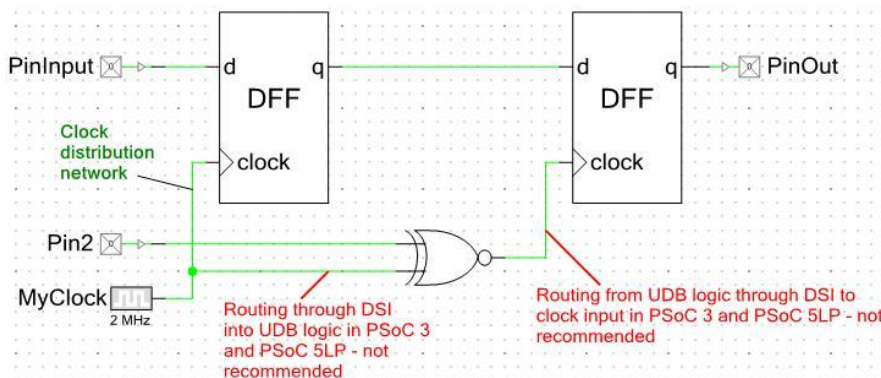 PinInput
d
q
DFF
clock
d
q
DFF
clock
PinOut
Clock
distribution
network
Pin2
MyClock
2 MHz
Routing through DSI
into UDB logic in PSoC 3
and PSoC 5LP - not
recommended
Routing from UDB logic through DSI to
clock input in PSoC 3 and PSoC 5LP - not
recommended